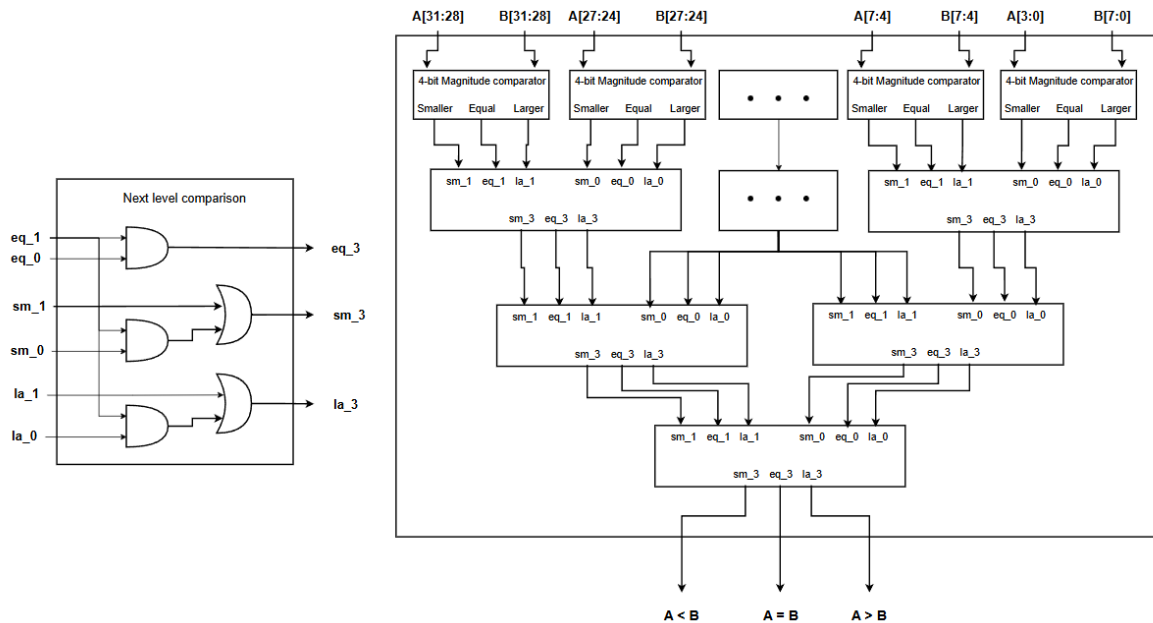 A[31:28] B[31:28] A[27:24] B[27:24] A[7:4] B[7:4] A[3:0] B[7:0]
4-bit Magnitude comparator 4-bit Magnitude comparator 4-bit Magnitude comparator 4-bit Magnitude comparator
Smaller Equal Larger Smaller Equal Larger Smaller Equal Larger Smaller Equal Larger
sm_1 eq_1 la_1 sm_0 eq_0 la_0 sm_1 eq_1 la_1 sm_0 eq_0 la_0
sm_3 eq_3 la_3 sm_3 eq_3 la_3
sm_1 eq_1 la_1 sm_0 eq_0 la_0 sm_1 eq_1 la_1 sm_0 eq_0 la_0
sm_3 eq_3 la_3 sm_3 eq_3 la_3
sm_1 eq_1 la_1 sm_0 eq_0 la_0
sm_3 eq_3 la_3
A < B A = B A > B
Next level comparison
eq_1
eq_0
eq_3
sm_1
sm_3
sm_0
la_1
la_3
la_0